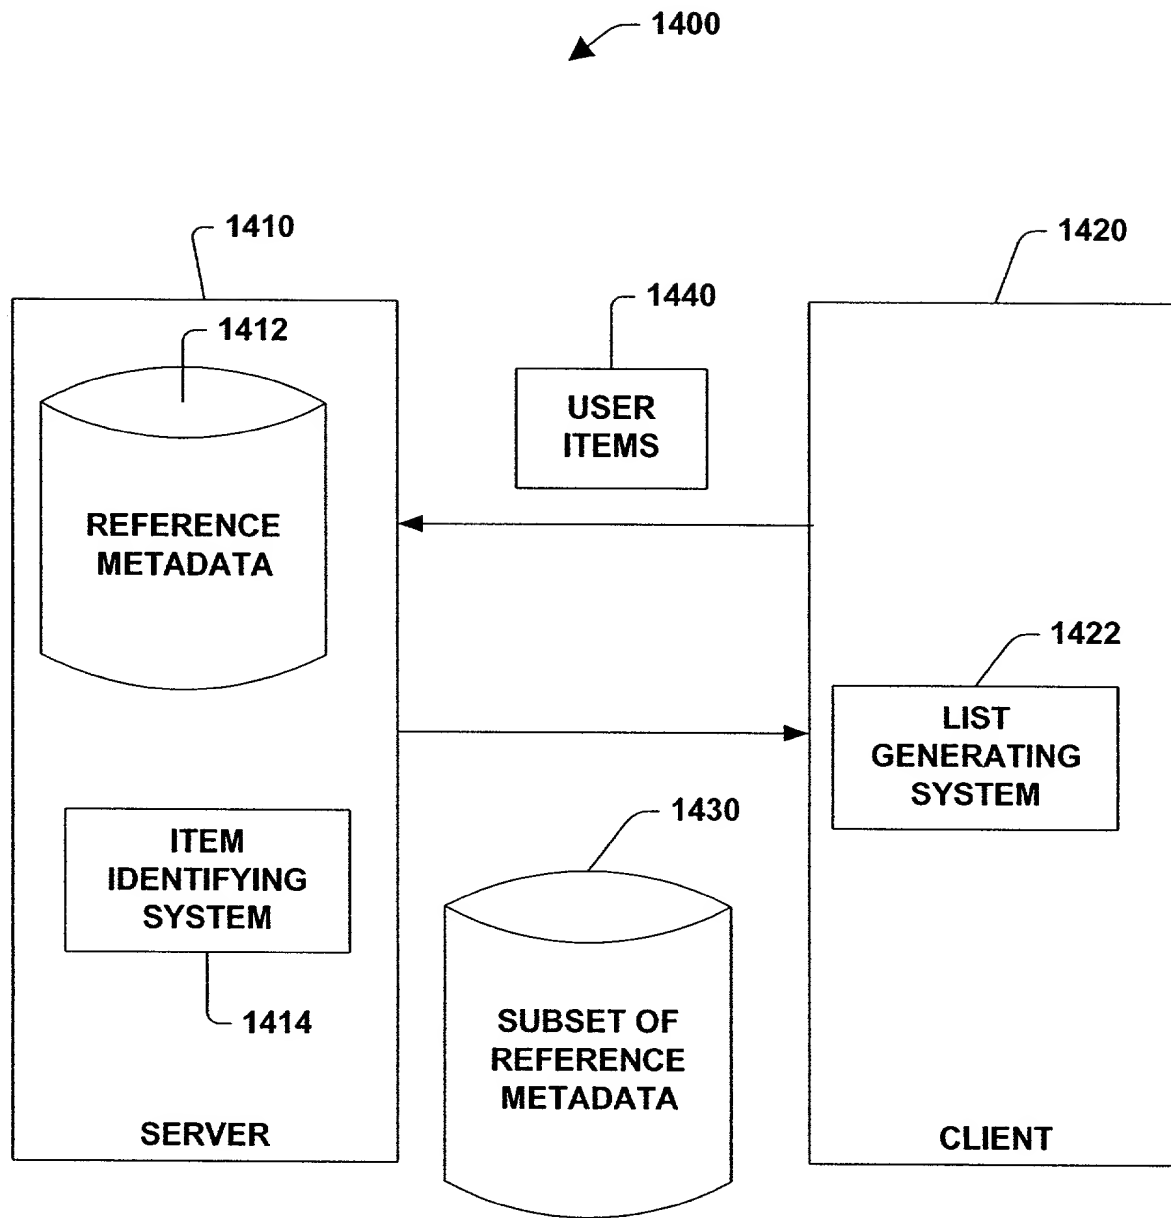 1400
1410
1420
1440
1412
USER
ITEMS
REFERENCE
METADATA
1422
LIST
GENERATING
SYSTEM
1430
ITEM
IDENTIFYING
SYSTEM
1414
SUBSET OF
REFERENCE
METADATA
SERVER
CLIENT